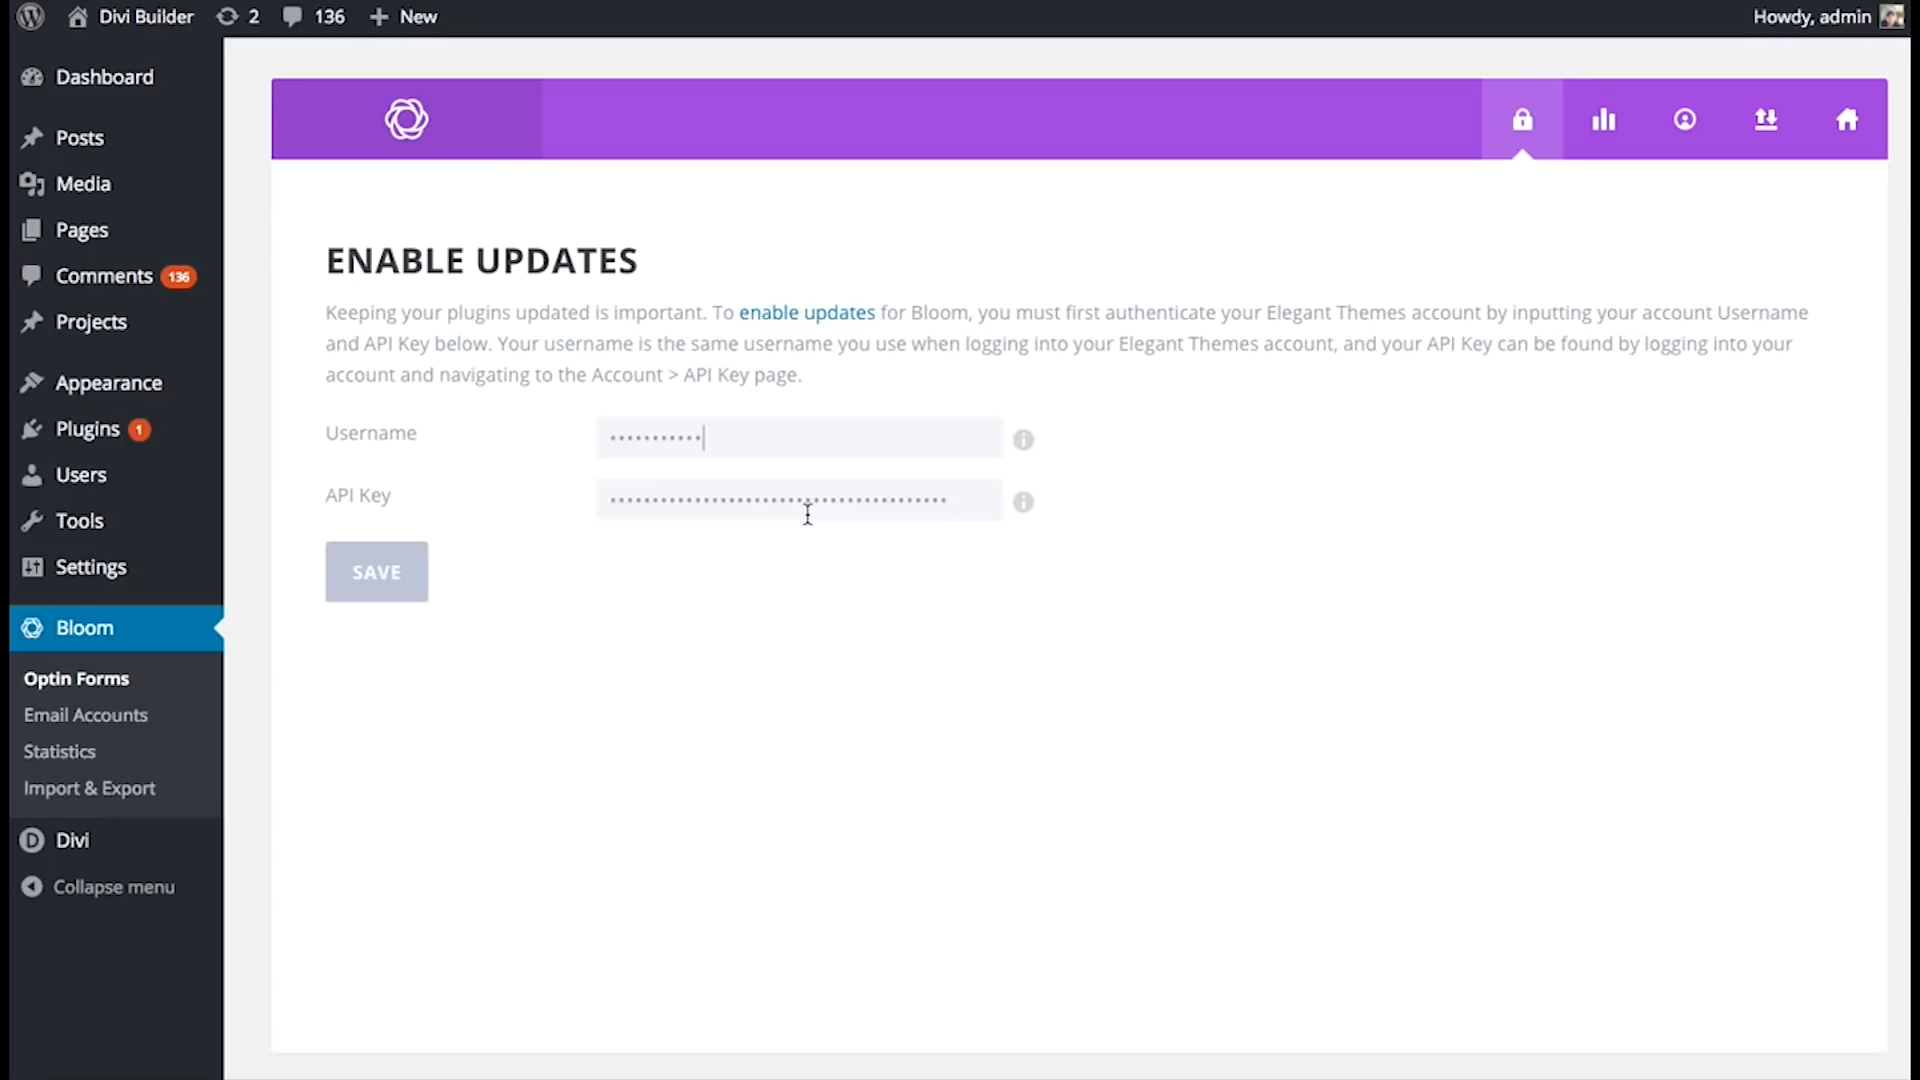 Divi Builder 2 136 New Howdy, admin
Dashboard
Posts
Media
Pages
Comments 136
Projects
Appearance
Plugins 1
Users
Tools
Settings
Bloom
Optin Forms
Email Accounts
Statistics
Import & Export
Divi
Collapse menu
ENABLE UPDATES
Keeping your plugins updated is important. To enable updates for Bloom, you must first authenticate your Elegant Themes account by inputting your account Username
and API Key below. Your username is the same username you use when logging into your Elegant Themes account, and your API Key can be found by logging into your
account and navigating to the Account > API Key page.
Username
API Key
SAVE